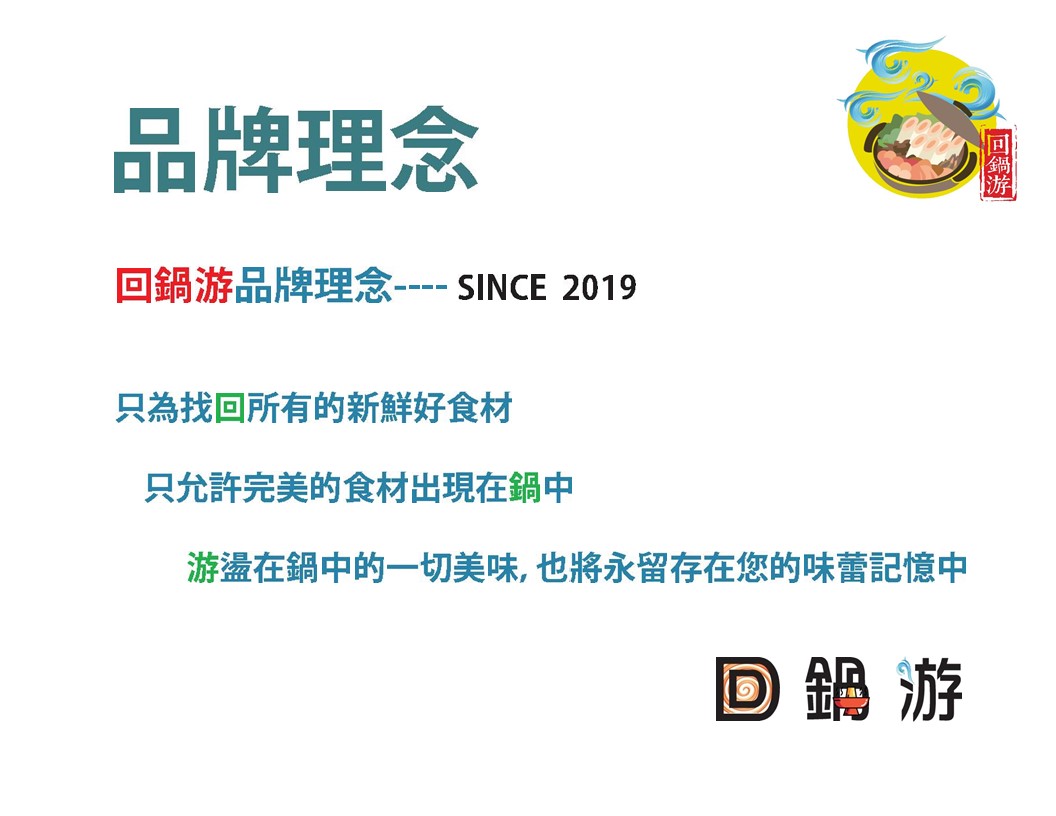 品牌理念
回鍋游
回鍋游品牌理念---- SINCE 2019
只為找回所有的新鮮好食材
只允許完美的食材出現在鍋中
游盪在鍋中的一切美味, 也將永留存在您的味蕾記憶中
回鍋游